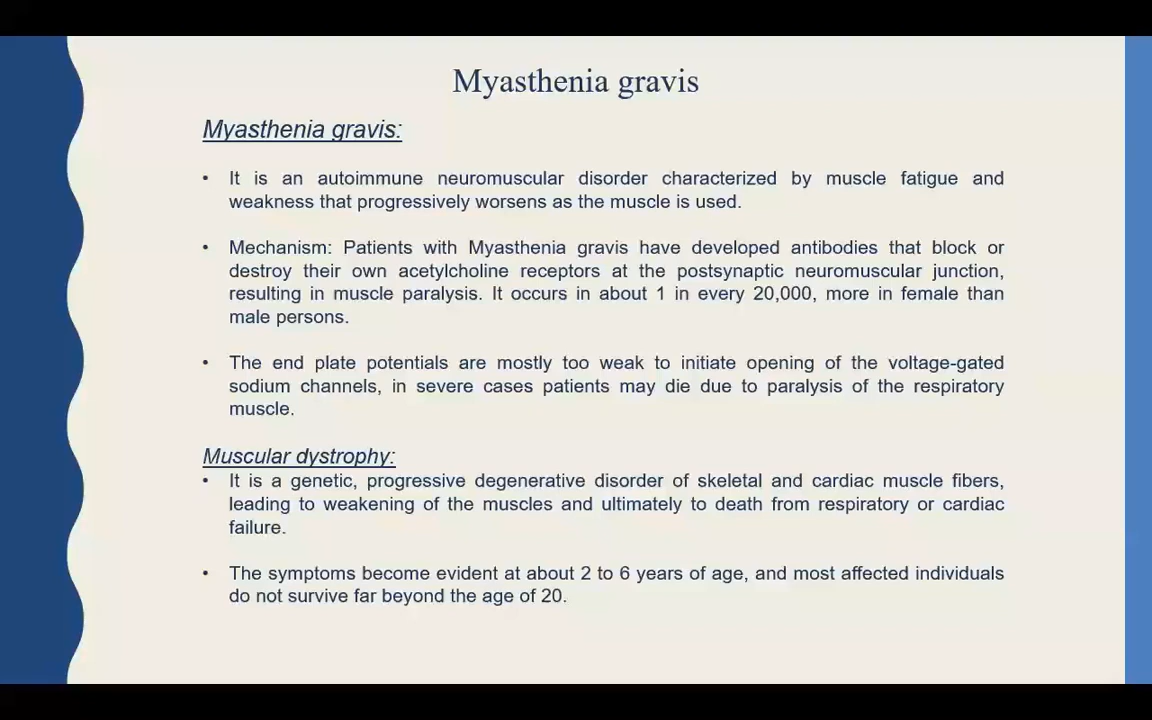 Myasthenia gravis
Myasthenia gravis:
• It is an autoimmune neuromuscular disorder characterized by muscle fatigue and
weakness that progressively worsens as the muscle is used.
• Mechanism: Patients with Myasthenia gravis have developed antibodies that block or
destroy their own acetylcholine receptors at the postsynaptic neuromuscular junction,
resulting in muscle paralysis. It occurs in about 1 in every 20,000, more in female than
male persons.
• The end plate potentials are mostly too weak to initiate opening of the voltage-gated
sodium channels, in severe cases patients may die due to paralysis of the respiratory
muscle.
Muscular dystrophy:
• It is a genetic, progressive degenerative disorder of skeletal and cardiac muscle fibers,
leading to weakening of the muscles and ultimately to death from respiratory or cardiac
failure.
• The symptoms become evident at about 2 to 6 years of age, and most affected individuals
do not survive far beyond the age of 20.